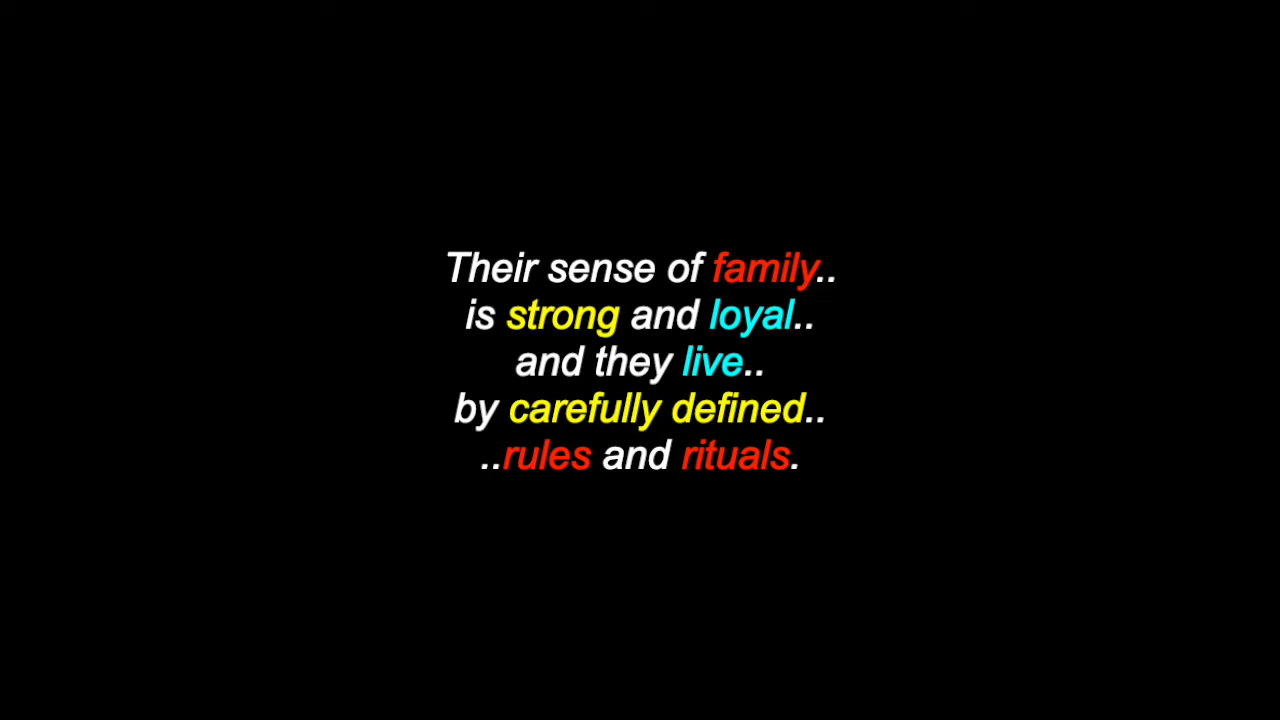 Their sense of family..
is strong and loyal..
and they live..
by carefully defined..
..rules and rituals.